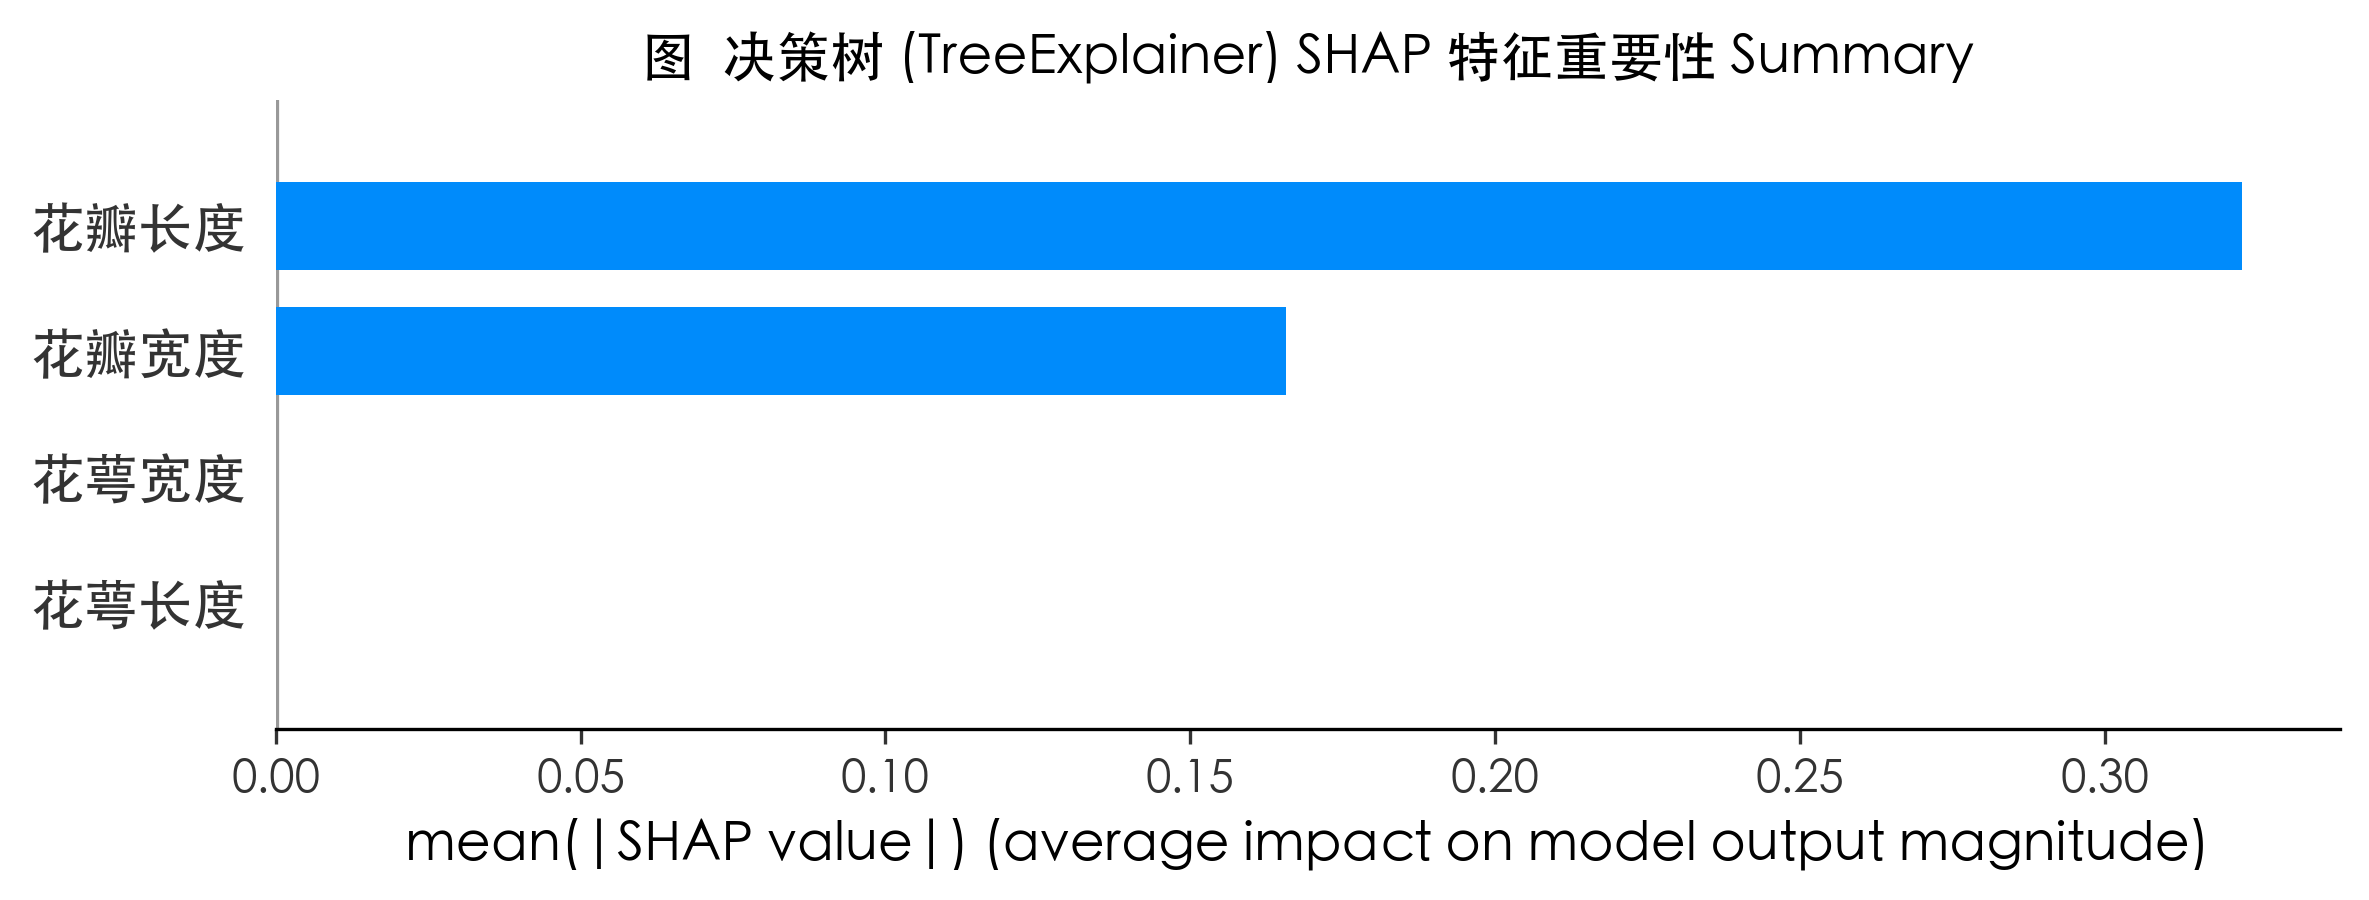 图 决策树 (TreeExplainer) SHAP 特征重要性 Summary
花瓣长度
花瓣宽度
花萼宽度
花萼长度
0.00 0.05 0.10 0.15 0.20 0.25 0.30
mean(|SHAP value|) (average impact on model output magnitude)